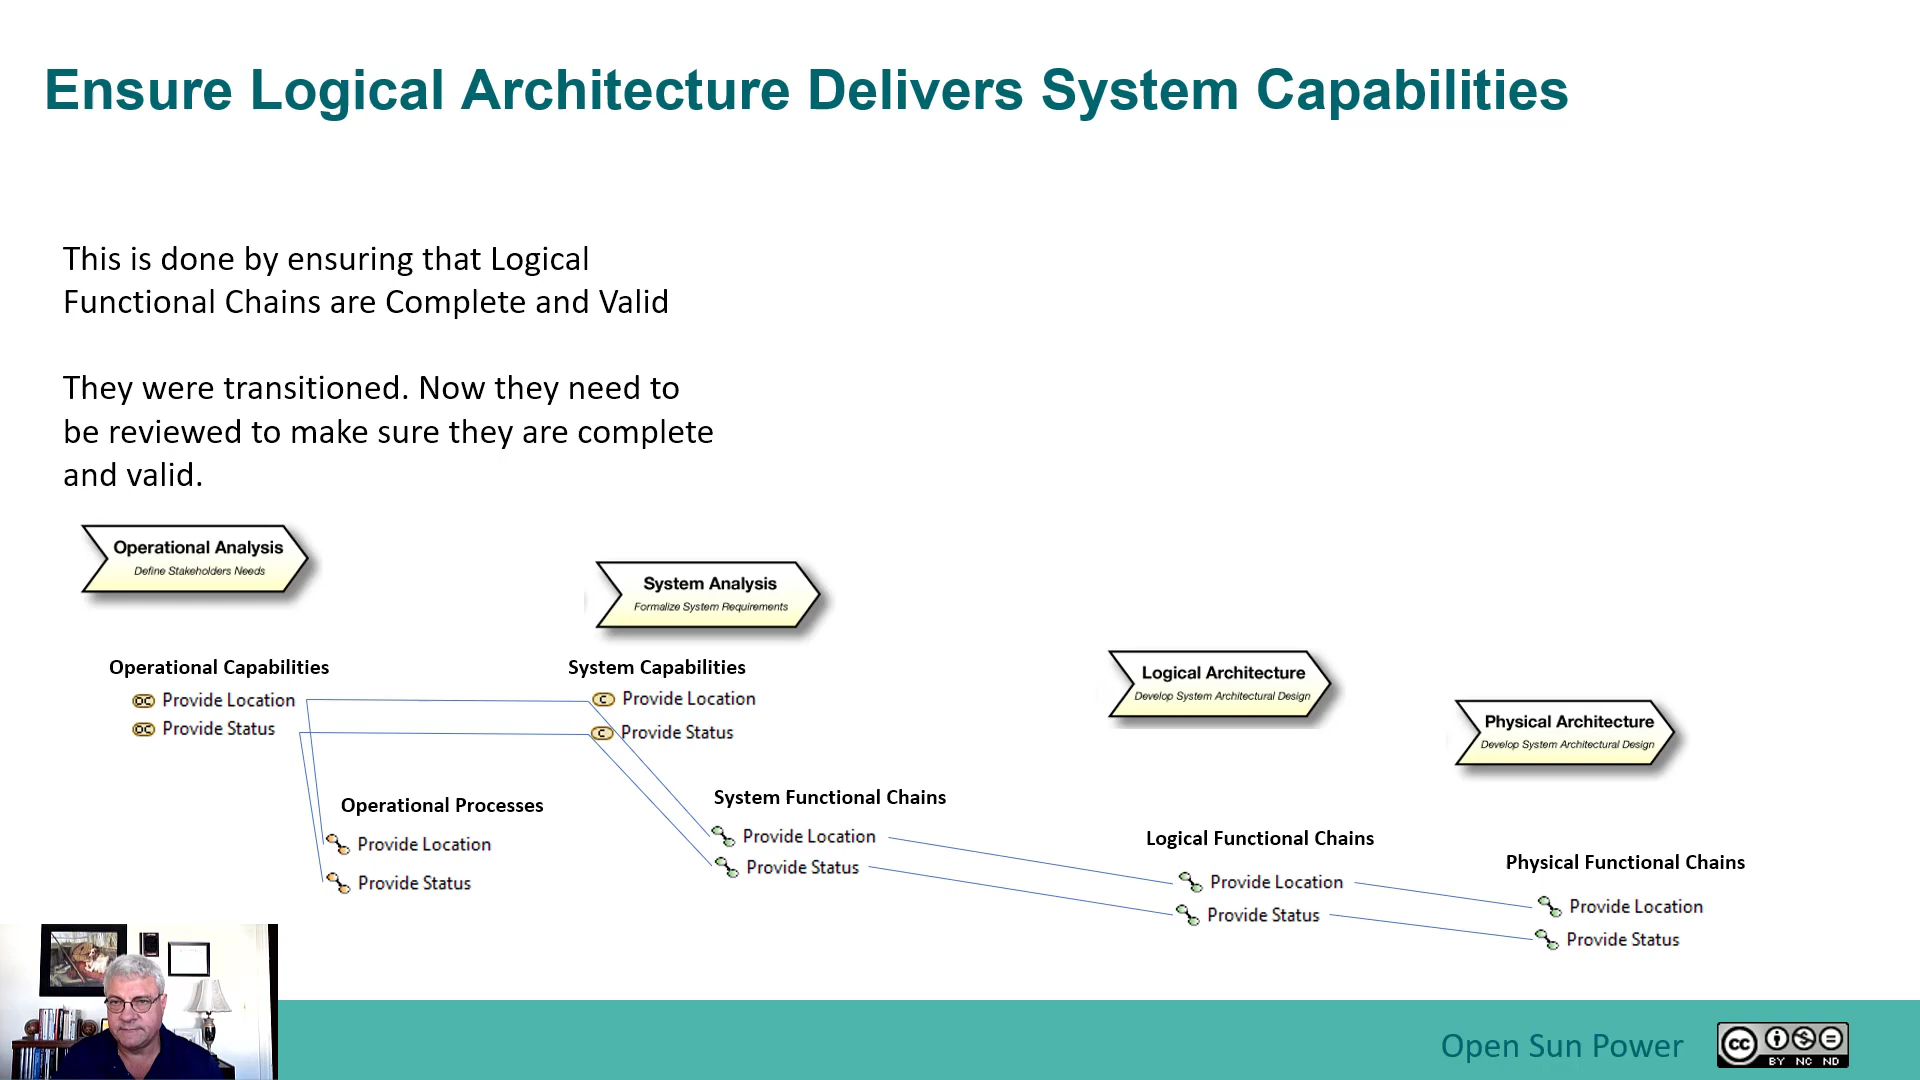 Ensure Logical Architecture Delivers System Capabilities
This is done by ensuring that Logical
Functional Chains are Complete and Valid
They were transitioned. Now they need to
be reviewed to make sure they are complete
and valid.
Operational Analysis
Define Stakeholders Needs
System Analysis
Formalize System Requirements
Logical Architecture
Develop System Architectural Design
Physical Architecture
Develop System Architectural Design
Operational Capabilities
OC Provide Location
OC Provide Status
System Capabilities
C Provide Location
C Provide Status
Operational Processes
Provide Location
Provide Status
System Functional Chains
Provide Location
Provide Status
Logical Functional Chains
Provide Location
Provide Status
Physical Functional Chains
Provide Location
Provide Status
Open Sun Power
cc
BY NC ND